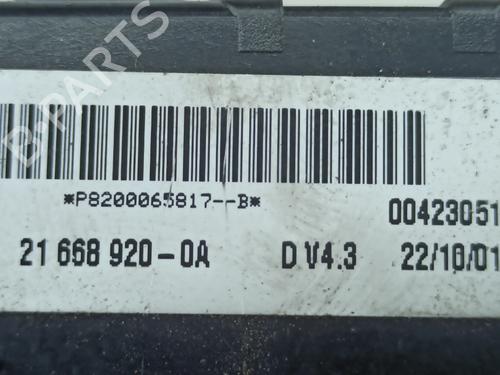 B-PARTS
*P8200065817--B*
00423051
21 668 920-0A D V4.3 22/10/01